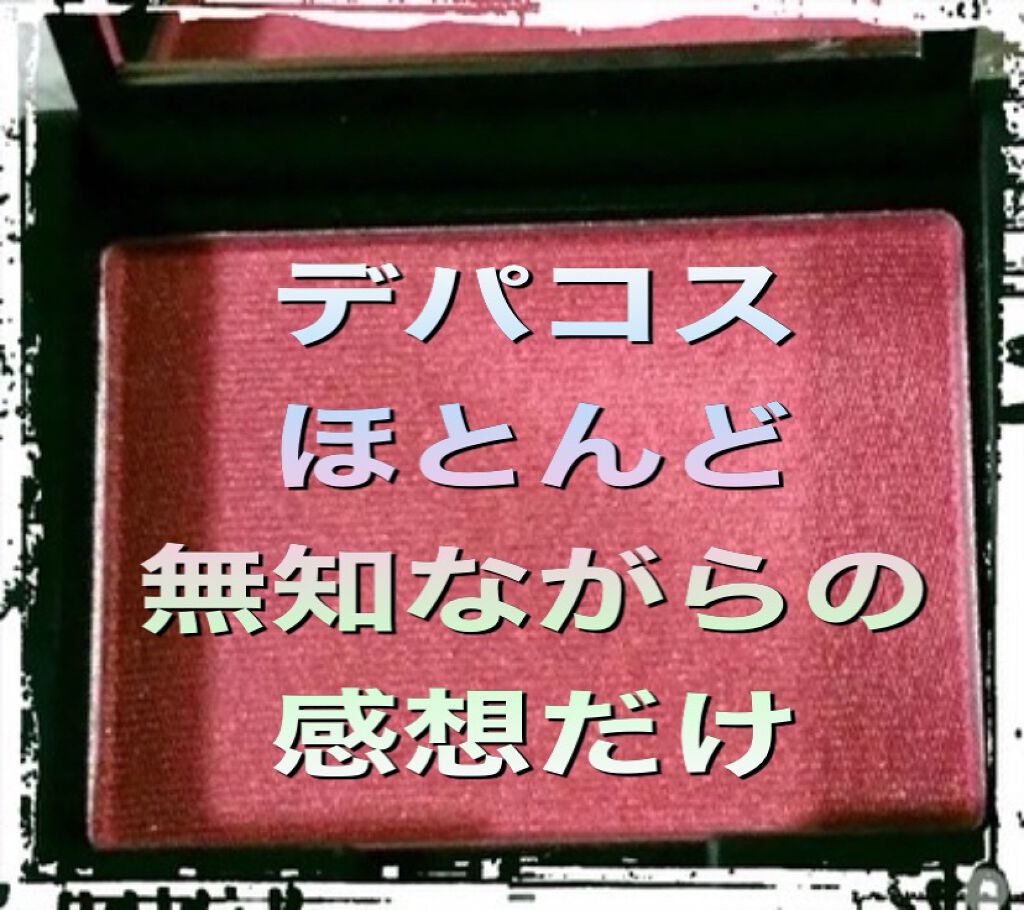 デパコス
ほとんど
無知ながらの
感想だけ